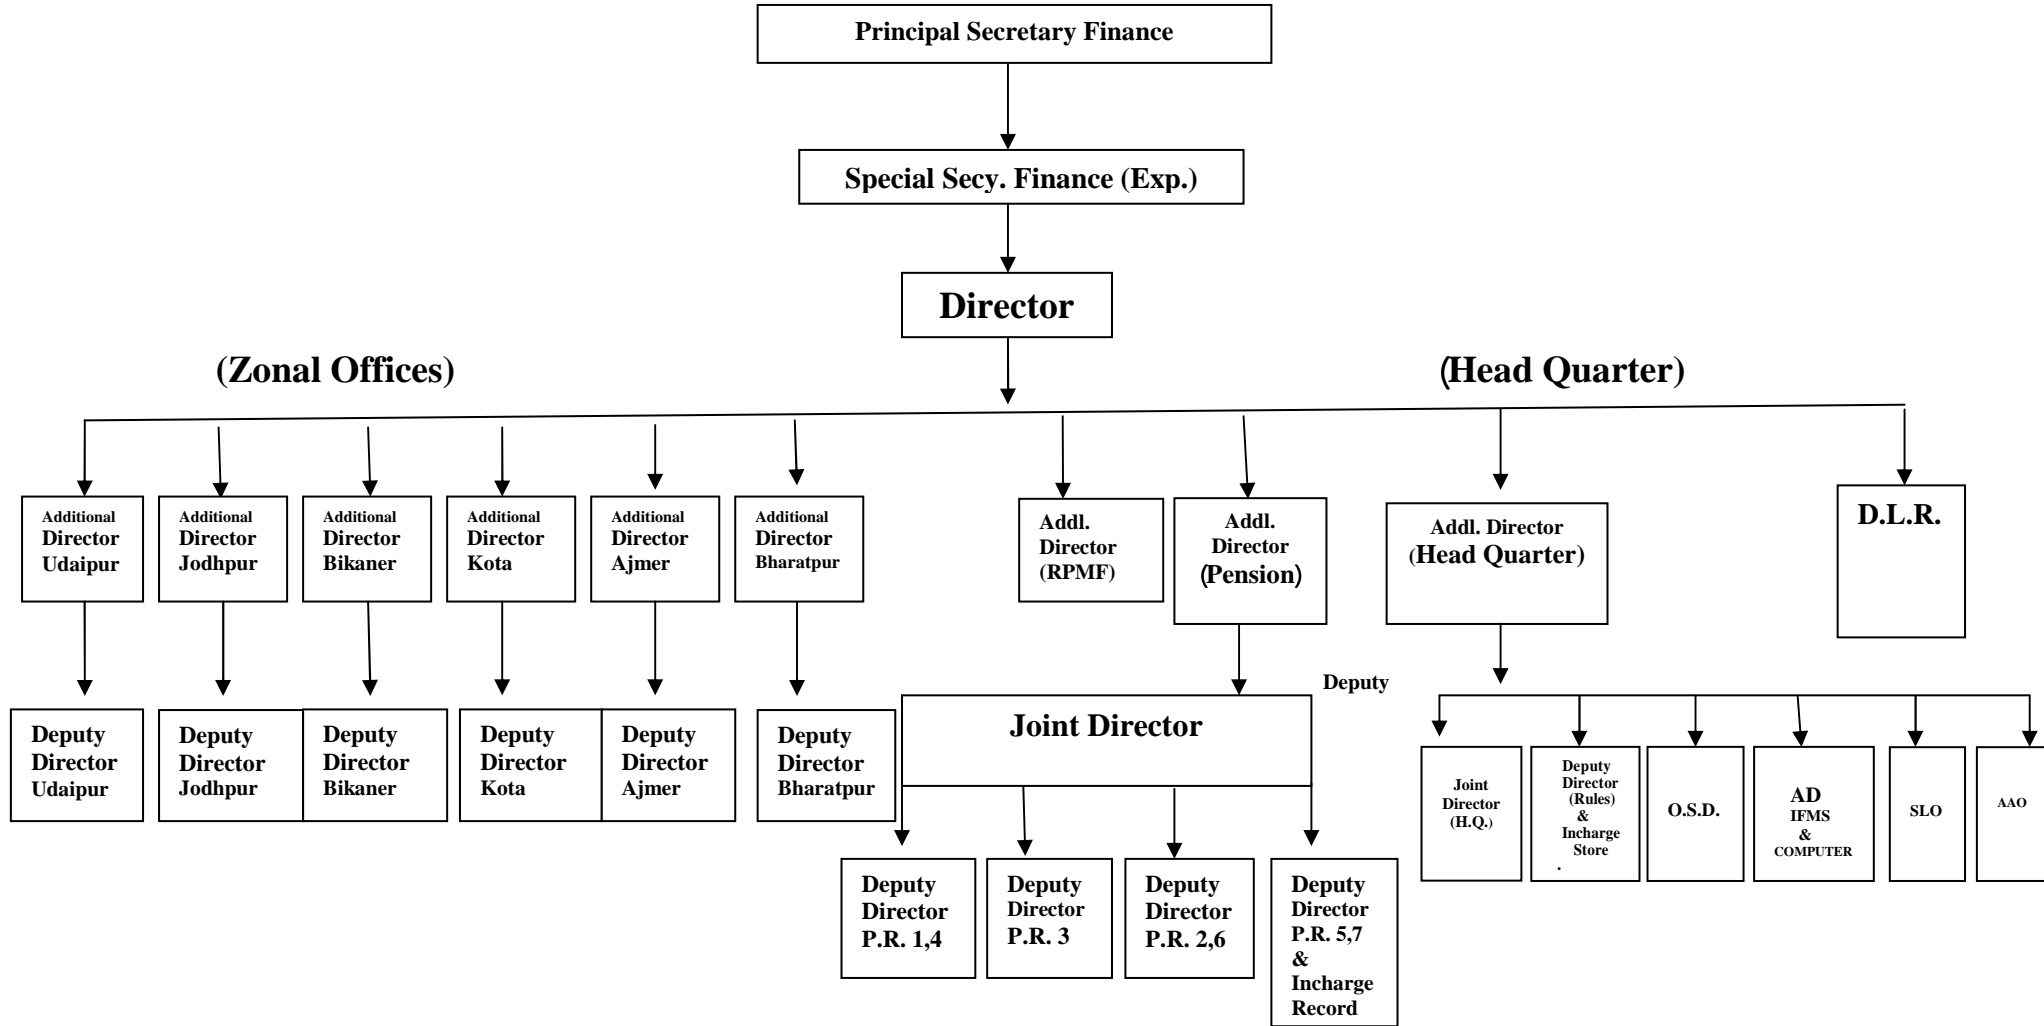 Principal Secretary Finance
Special Secy. Finance (Exp.)
Director
(Zonal Offices)
(Head Quarter)
Additional
Director
Udaipur
Additional
Director
Jodhpur
Additional
Director
Bikaner
Additional
Director
Kota
Additional
Director
Ajmer
Additional
Director
Bharatpur
Addl.
Director
(RPMF)
Addl.
Director
(Pension)
Addl. Director
(Head Quarter)
D.L.R.
Deputy
Director
Udaipur
Deputy
Director
Jodhpur
Deputy
Director
Bikaner
Deputy
Director
Kota
Deputy
Director
Ajmer
Deputy
Director
Bharatpur
Joint Director
Deputy
Joint
Director
(H.Q.)
Deputy
Director
(Rules)
&
Incharge
Store
.
O.S.D.
AD
IFMS
&
COMPUTER
SLO
AAO
Deputy
Director
P.R. 1,4
Deputy
Director
P.R. 3
Deputy
Director
P.R. 2,6
Deputy
Director
P.R. 5,7
&
Incharge
Record